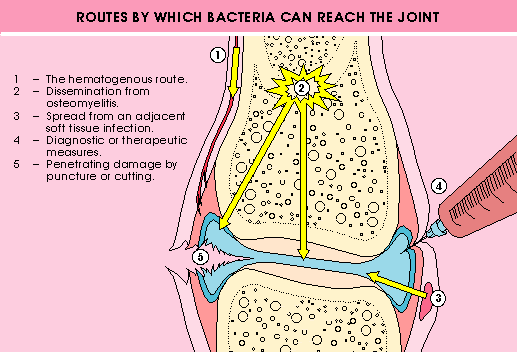 ROUTES BY WHICH BACTERIA CAN REACH THE JOINT
1 – The hematogenous route.
2 – Dissemination from
osteomyelitis.
3 – Spread from an adjacent
soft tissue infection.
4 – Diagnostic or therapeutic
measures.
5 – Penetrating damage by
puncture or cutting.
1
2
4
5
3